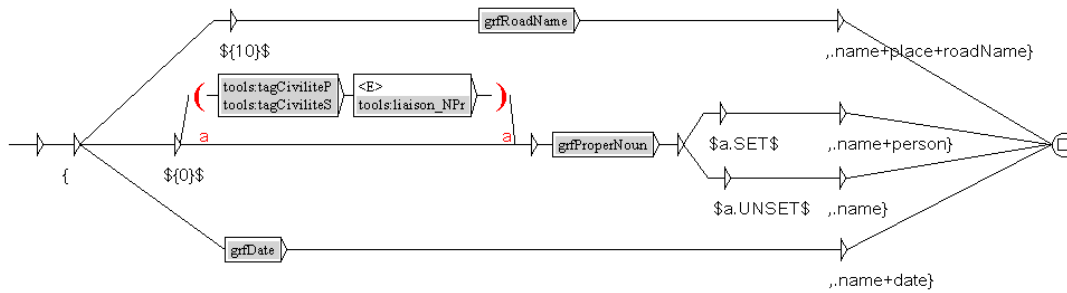 grfRoadName
${10}$
,.name+place+roadName}
(
tools:tagCiviliteP
tools:tagCiviliteS
<E>
tools:liaison_NPr
)
a
a
grfProperNoun
$a.SET$
,.name+person}
{
${0}$
$a.UNSET$
,.name}
grfDate
,.name+date}